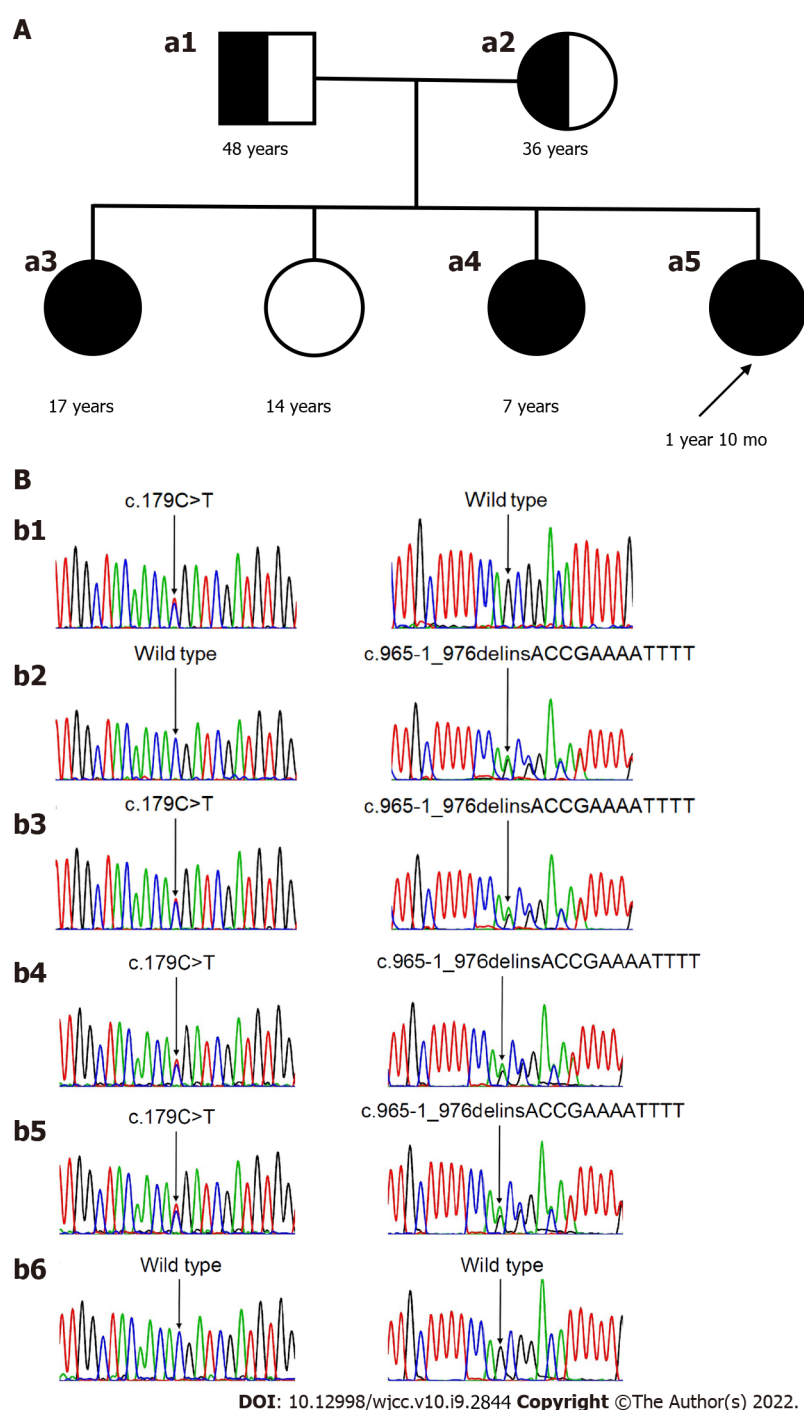 A
a1
a2
48 years
36 years
a3
a4
a5
17 years
14 years
7 years
1 year 10 mo
B
c.179C>T
Wild type
b1
Wild type
c.965-1_976delinsACCGAAAATTTT
b2
c.179C>T
c.965-1_976delinsACCGAAAATTTT
b3
c.179C>T
c.965-1_976delinsACCGAAAATTTT
b4
c.179C>T
c.965-1_976delinsACCGAAAATTTT
b5
Wild type
Wild type
b6
DOI: 10.12998/wjcc.v10.i9.2844 Copyright ©The Author(s) 2022.